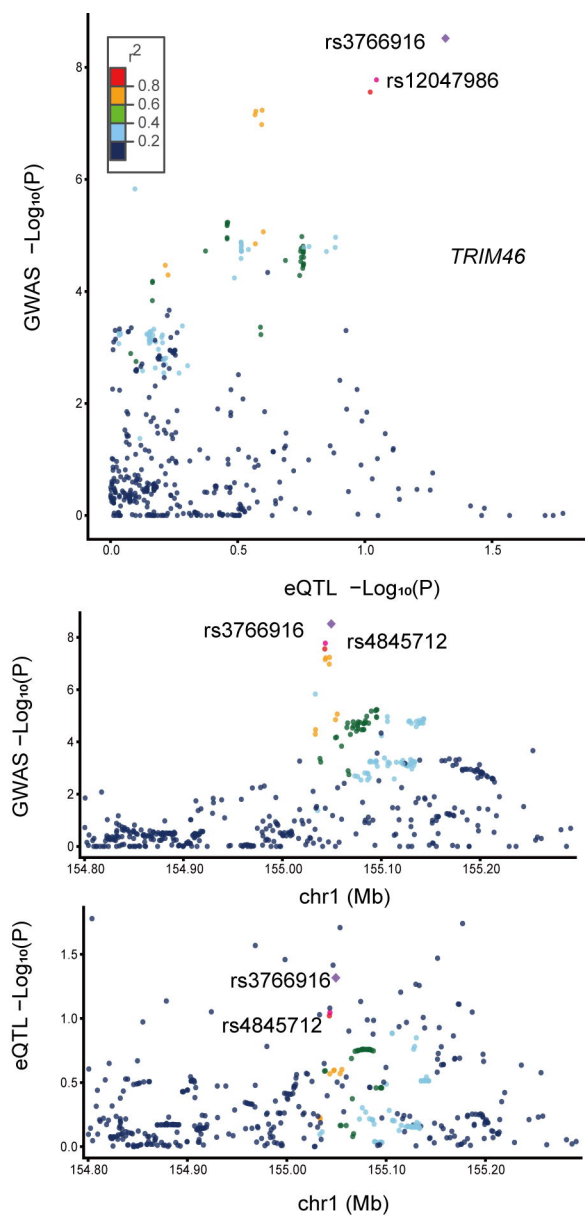 r2
0.8
0.6
0.4
0.2
rs3766916
rs12047986
TRIM46
GWAS −Log₁₀(P)
8
6
4
2
0
0.0 0.5 1.0 1.5
eQTL −Log₁₀(P)
rs3766916
rs4845712
GWAS −Log₁₀(P)
8
6
4
2
0
154.80 154.90 155.00 155.10 155.20
chr1 (Mb)
rs3766916
rs4845712
eQTL −Log₁₀(P)
1.5
1.0
0.5
0.0
154.80 154.90 155.00 155.10 155.20
chr1 (Mb)